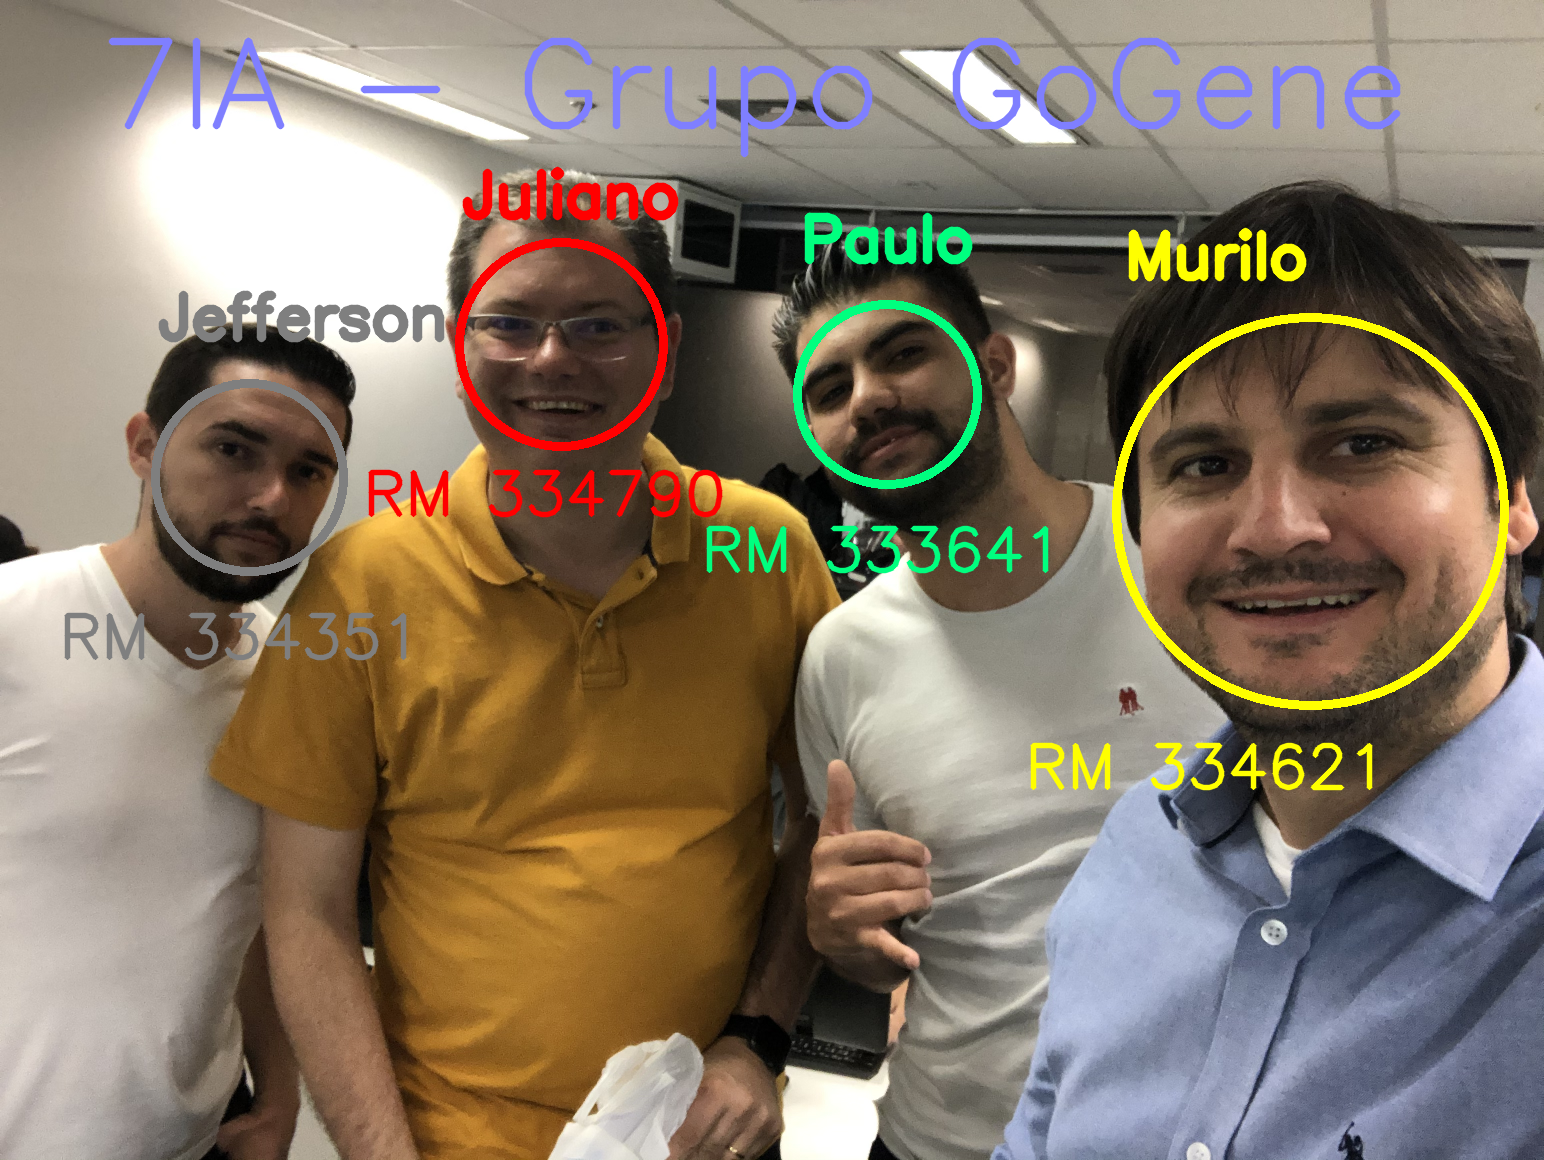 7IA - Grupo GoGene
Juliano
Paulo
Murilo
Jefferson
RM 334790
RM 333641
RM 334351
RM 334621